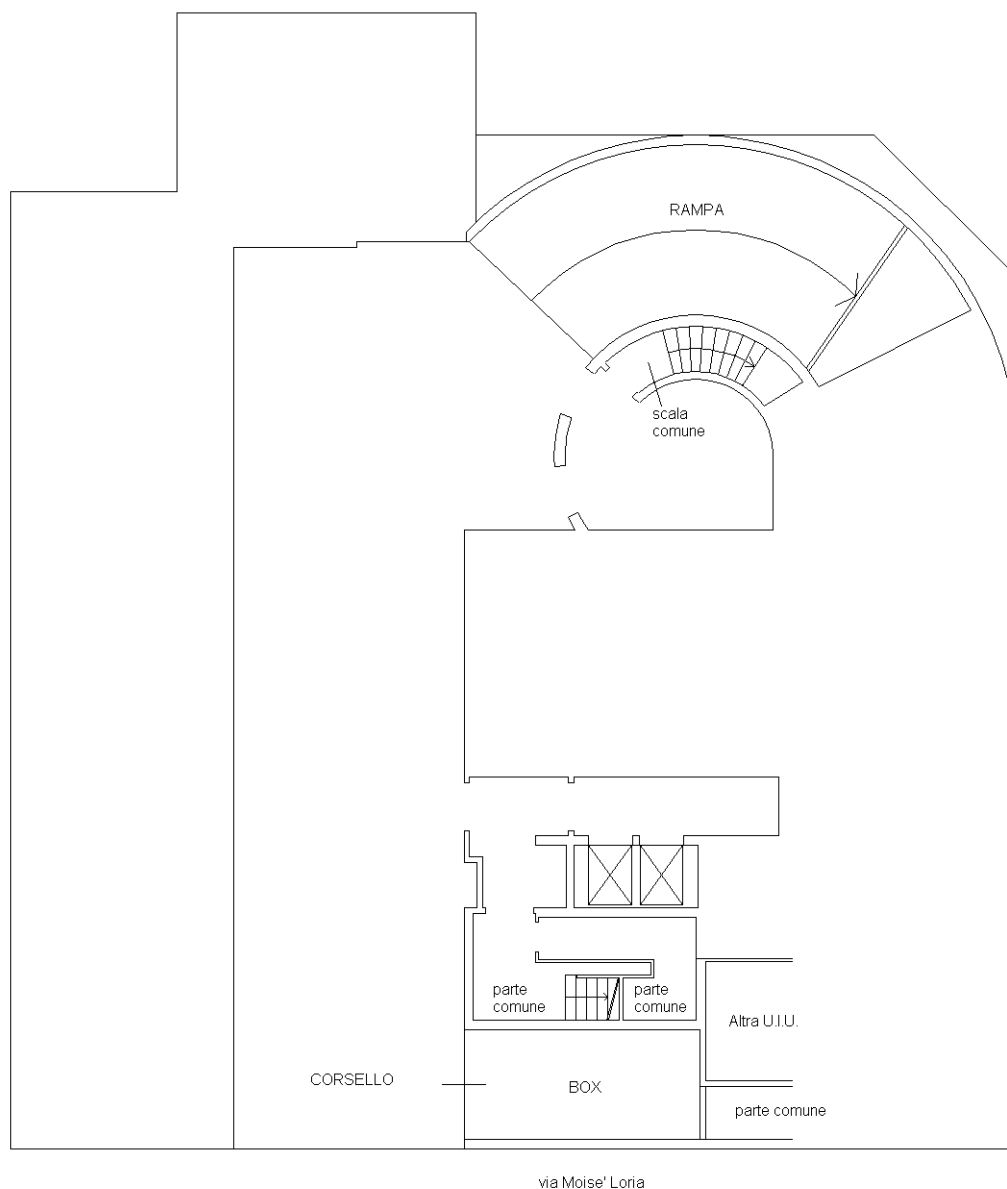 RAMPA
scala
comune
parte
comune
parte
comune
Altra U.I.U.
CORSELLO
BOX
parte comune
via Moise' Loria